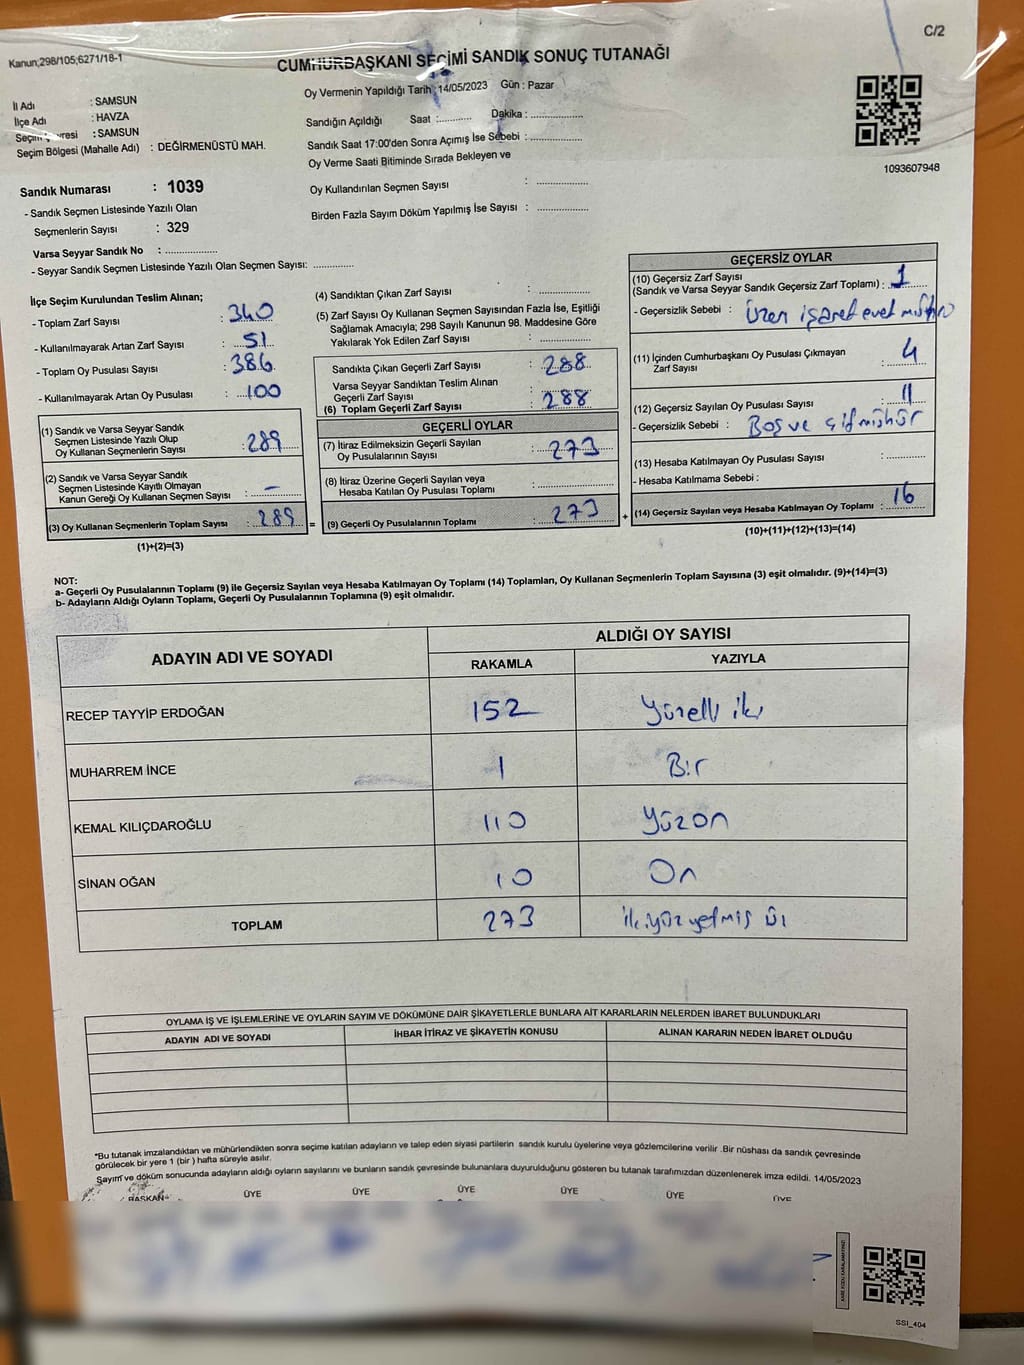 C/2
Kanun;298/105;6271/18-1
CUMHURBAŞKANI SEÇİMİ SANDIK SONUÇ TUTANAĞI
Oy Vermenin Yapıldığı Tarih :14/05/2023 Gün : Pazar
İl Adı : SAMSUN
İlçe Adı : HAVZA
Seçim Çevresi : SAMSUN
Seçim Bölgesi (Mahalle Adı) : DEĞİRMENÜSTÜ MAH.
Sandığın Açıldığı Saat :........... Dakika : ................
Sandık Saat 17:00'den Sonra Açımış İse Sebebi : ................
Oy Verme Saati Bitiminde Sırada Bekleyen ve
Oy Kullandırılan Seçmen Sayısı : ................
Birden Fazla Sayım Döküm Yapılmış İse Sayısı : ................
1093607948
Sandık Numarası : 1039
- Sandık Seçmen Listesinde Yazılı Olan
Seçmenlerin Sayısı : 329
Varsa Seyyar Sandık No : ................
- Seyyar Sandık Seçmen Listesinde Yazılı Olan Seçmen Sayısı: ............
İlçe Seçim Kurulundan Teslim Alınan;
- Toplam Zarf Sayısı : 340
- Kullanılmayarak Artan Zarf Sayısı : 51
- Toplam Oy Pusulası Sayısı : 386
- Kullanılmayarak Artan Oy Pusulası : 100
(1) Sandık ve Varsa Seyyar Sandık
Seçmen Listesinde Yazılı Olup
Oy Kullanan Seçmenlerin Sayısı : 289
(2) Sandık ve Varsa Seyyar Sandık
Seçmen Listesinde Kayıtlı Olmayan
Kanun Gereği Oy Kullanan Seçmen Sayısı : -
(3) Oy Kullanan Seçmenlerin Toplam Sayısı : 289 =
(1)+(2)=(3)
(4) Sandıktan Çıkan Zarf Sayısı : ................
(5) Zarf Sayısı Oy Kullanan Seçmen Sayısından Fazla İse, Eşitliği
Sağlamak Amacıyla; 298 Sayılı Kanunun 98. Maddesine Göre
Yakılarak Yok Edilen Zarf Sayısı : ................
Sandıkta Çıkan Geçerli Zarf Sayısı : 288
Varsa Seyyar Sandıktan Teslim Alınan
Geçerli Zarf Sayısı :
(6) Toplam Geçerli Zarf Sayısı 288
GEÇERLİ OYLAR
(7) İtiraz Edilmeksizin Geçerli Sayılan
Oy Pusulalarının Sayısı : 273
(8) İtiraz Üzerine Geçerli Sayılan veya
Hesaba Katılan Oy Pusulası Toplamı : ................
(9) Geçerli Oy Pusulalarının Toplamı : 273 +
GEÇERSİZ OYLAR
(10) Geçersiz Zarf Sayısı
(Sandık ve Varsa Seyyar Sandık Geçersiz Zarf Toplamı) : 1
- Geçersizlik Sebebi : işaret
(11) İçinden Cumhurbaşkanı Oy Pusulası Çıkmayan
Zarf Sayısı : 4
(12) Geçersiz Sayılan Oy Pusulası Sayısı : 11
- Geçersizlik Sebebi : Boş ve çif mühür
(13) Hesaba Katılmayan Oy Pusulası Sayısı : ............
- Hesaba Katılmama Sebebi :
(14) Geçersiz Sayılan veya Hesaba Katılmayan Oy Toplamı : 16
(10)+(11)+(12)+(13)=(14)
NOT:
a- Geçerli Oy Pusulalarının Toplamı (9) ile Geçersiz Sayılan veya Hesaba Katılmayan Oy Toplamı (14) Toplamları, Oy Kullanan Seçmenlerin Toplam Sayısına (3) eşit olmalıdır. (9)+(14)=(3)
b- Adayların Aldığı Oyların Toplamı, Geçerli Oy Pusulalarının Toplamına (9) eşit olmalıdır.
ADAYIN ADI VE SOYADI ALDIĞI OY SAYISI
RAKAMLA YAZIYLA
RECEP TAYYİP ERDOĞAN 152 Yüzelli iki
MUHARREM İNCE 1 Bir
KEMAL KILIÇDAROĞLU 110 Yüzon
SİNAN OĞAN 10 On
TOPLAM 273 ikiyüzyetmiş üç
OYLAMA İŞ VE İŞLEMLERİNE VE OYLARIN SAYIM VE DÖKÜMÜNE DAİR ŞİKAYETLERLE BUNLARA AİT KARARLARIN NELERDEN İBARET BULUNDUKLARI
ADAYIN ADI VE SOYADI İHBAR İTİRAZ VE ŞİKAYETİN KONUSU ALINAN KARARIN NEDEN İBARET OLDUĞU
*Bu tutanak imzalandıktan ve mühürlendikten sonra seçime katılan adayların ve talep eden siyasi partilerin sandık kurulu üyelerine veya gözlemcilerine verilir .Bir nüshası da sandık çevresinde
görülecek bir yere 1 (bir ) hafta süreyle asılır.
Sayım ve döküm sonucunda adayların aldığı oyların sayılarını ve bunların sandık çevresinde bulunanlara duyurulduğunu gösteren bu tutanak tarafımızdan düzenlenerek imza edildi. 14/05/2023
BAŞKAN ÜYE ÜYE ÜYE ÜYE ÜYE ÜYE
SSI_404